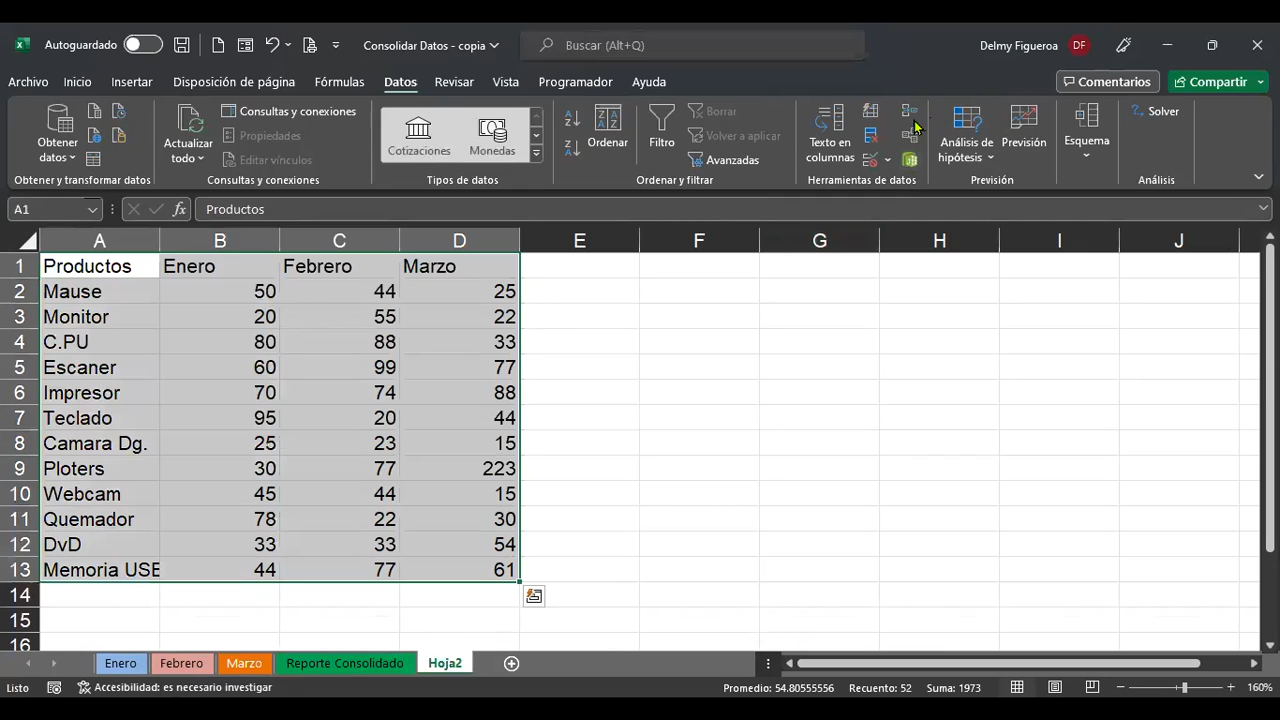 Autoguardado
Consolidar Datos - copia
Buscar (Alt+Q)
Delmy Figueroa
DF
Archivo Inicio Insertar Disposición de página Fórmulas Datos Revisar Vista Programador Ayuda
Comentarios
Compartir
Obtener datos
Obtener y transformar datos
Actualizar todo
Consultas y conexiones
Propiedades
Editar vínculos
Consultas y conexiones
Cotizaciones
Monedas
Tipos de datos
Ordenar
Filtro
Borrar
Volver a aplicar
Avanzadas
Ordenar y filtrar
Texto en columnas
Herramientas de datos
Análisis de hipótesis
Previsión
Previsión
Esquema
Solver
Análisis
A1
fx
Productos
A B C D E F G H I J
1 Productos Enero Febrero Marzo
2 Mause 50 44 25
3 Monitor 20 55 22
4 C.PU 80 88 33
5 Escaner 60 99 77
6 Impresor 70 74 88
7 Teclado 95 20 44
8 Camara Dg. 25 23 15
9 Ploters 30 77 223
10 Webcam 45 44 15
11 Quemador 78 22 30
12 DvD 33 33 54
13 Memoria USB 44 77 61
14
15
16
Enero Febrero Marzo Reporte Consolidado Hoja2
Listo
Accesibilidad: es necesario investigar
Promedio: 54.80555556 Recuento: 52 Suma: 1973
160%